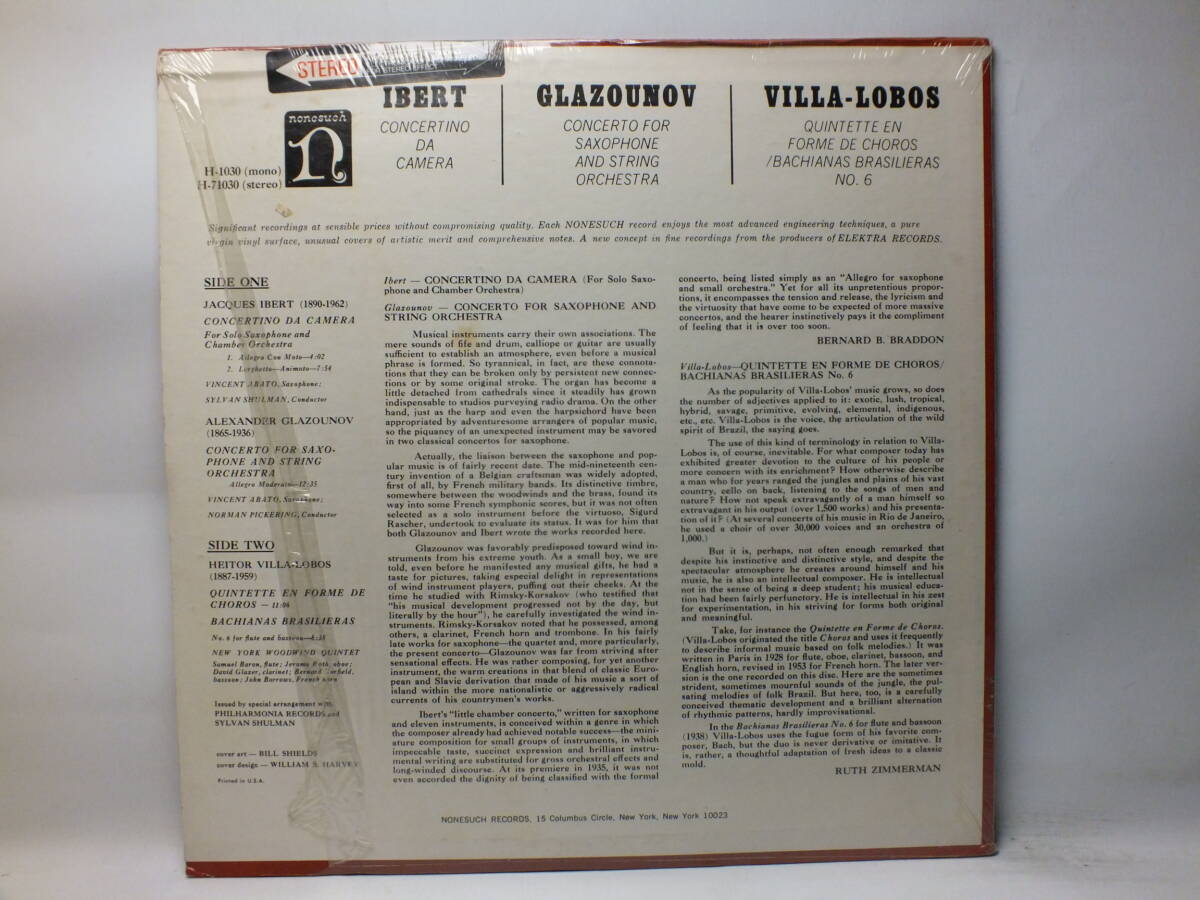 STEREO
IBERT
CONCERTINO
DA
CAMERA
GLAZOUNOV
CONCERTO FOR
SAXOPHONE
AND STRING
ORCHESTRA
VILLA-LOBOS
QUINTETTE EN
FORME DE CHOROS
/BACHIANAS BRASILIERAS
NO. 6
nonesuch
n
H-1030 (mono)
H-71030 (stereo)
Significant recordings at sensible prices without compromising quality. Each NONESUCH record enjoys the most advanced engineering techniques, a pure
virgin vinyl surface, unusual covers of artistic merit and comprehensive notes. A new concept in fine recordings from the producers of ELEKTRA RECORDS.
SIDE ONE
JACQUES IBERT (1890-1962)
CONCERTINO DA CAMERA
For Solo Saxophone and
Chamber Orchestra
1. Allegro Con Moto—4:02
2. Larghetto—Animoto—7:54
VINCENT ABATO, Saxophone;
SYLVAN SHULMAN, Conductor
ALEXANDER GLAZOUNOV
(1865-1936)
CONCERTO FOR SAXO-
PHONE AND STRING
ORCHESTRA
Allegro Moderato—12:35
VINCENT ABATO, Saxophone;
NORMAN PICKERING, Conductor
SIDE TWO
HEITOR VILLA-LOBOS
(1887-1959)
QUINTETTE EN FORME DE
CHOROS — 11:06
BACHIANAS BRASILIERAS
No. 6 for flute and bassoon—8:38
NEW YORK WOODWIND QUINTET
Samuel Baron, flute; Jerome Roth, oboe;
David Glazer, clarinet; Bernard
bassoon; John Barrows, French horn
Issued by special arrangement with
PHILHARMONIA RECORDS and
SYLVAN SHULMAN
cover art — BILL SHIELDS
cover design — WILLIAM S. HARVEY
Printed in U.S.A.
Ibert — CONCERTINO DA CAMERA (For Solo Saxo-
phone and Chamber Orchestra)
Glazounov — CONCERTO FOR SAXOPHONE AND
STRING ORCHESTRA
Musical instruments carry their own associations. The
mere sounds of fife and drum, calliope or guitar are usually
sufficient to establish an atmosphere, even before a musical
phrase is formed. So tyrannical, in fact, are these connota-
tions that they can be broken only by persistent new connec-
tions or by some original stroke. The organ has become a
little detached from cathedrals since it steadily has grown
indispensable to studios purveying radio drama. On the other
hand, just as the harp and even the harpsichord have been
appropriated by adventuresome arrangers of popular music,
so the piquancy of an unexpected instrument may be savored
in two classical concertos for saxophone.
Actually, the liaison between the saxophone and pop-
ular music is of fairly recent date. The mid-nineteenth cen-
tury invention of a Belgian craftsman was widely adopted,
first of all, by French military bands. Its distinctive timbre,
somewhere between the woodwinds and the brass, found its
way into some French symphonic scores, but it was not often
selected as a solo instrument before the virtuoso, Sigurd
Rascher, undertook to evaluate its status. It was for him that
both Glazounov and Ibert wrote the works recorded here.
Glazounov was favorably predisposed toward wind in-
struments from his extreme youth. As a small boy, we are
told, even before he manifested any musical gifts, he had a
taste for pictures, taking especial delight in representations
of wind instrument players, puffing out their cheeks. At the
time he studied with Rimsky-Korsakov (who testified that
"his musical development progressed not by the day, but
literally by the hour"), he carefully investigated the wind in-
struments. Rimsky-Korsakov noted that he possessed, among
others, a clarinet, French horn and trombone. In his fairly
late works for saxophone—the quartet and, more particularly,
the present concerto—Glazounov was far from striving after
sensational effects. He was rather composing, for yet another
instrument, the warm creations in that blend of classic Euro-
pean and Slavic derivation that made of his music a sort of
island within the more nationalistic or aggressively radical
currents of his countrymen's works.
Ibert's "little chamber concerto," written for saxophone
and eleven instruments, is conceived within a genre in which
the composer already had achieved notable success—the mini-
ature composition for small groups of instruments, in which
impeccable taste, succinct expression and brilliant instru-
mental writing are substituted for gross orchestral effects and
long-winded discourse. At its premiere in 1935, it was not
even accorded the dignity of being classified with the formal
concerto, being listed simply as an "Allegro for saxophone
and small orchestra." Yet for all its unpretentious propor-
tions, it encompasses the tension and release, the lyricism and
the virtuosity that have come to be expected of more massive
concertos, and the hearer instinctively pays it the compliment
of feeling that it is over too soon.
BERNARD B. BRADDON
Villa-Lobos—QUINTETTE EN FORME DE CHOROS/
BACHIANAS BRASILIERAS No. 6
As the popularity of Villa-Lobos' music grows, so does
the number of adjectives applied to it: exotic, lush, tropical,
hybrid, savage, primitive, evolving, elemental, indigenous,
etc., etc. Villa-Lobos is the voice, the articulation of the wild
spirit of Brazil, the saying goes.
The use of this kind of terminology in relation to Villa-
Lobos is, of course, inevitable. For what composer today has
exhibited greater devotion to the culture of his people or
more concern with its enrichment? How otherwise describe
a man who for years ranged the jungles and plains of his vast
country, cello on back, listening to the songs of men and
nature? How not speak extravagantly of a man himself so
extravagant in his output (over 1,500 works) and his presenta-
tion of it? (At several concerts of his music in Rio de Janeiro,
he used a choir of over 30,000 voices and an orchestra of
1,000.)
But it is, perhaps, not often enough remarked that
despite his instinctive and distinctive style, and despite the
spectacular atmosphere he creates around himself and his
music, he is also an intellectual composer. He is intellectual
not in the sense of being a deep student; his musical educa-
tion had been fairly perfunctory. He is intellectual in his zest
for experimentation, in his striving for forms both original
and meaningful.
Take, for instance the Quintette en Forme de Choros.
(Villa-Lobos originated the title Choros and uses it frequently
to describe informal music based on folk melodies.) It was
written in Paris in 1928 for flute, oboe, clarinet, bassoon, and
English horn, revised in 1953 for French horn. The later ver-
sion is the one recorded on this disc. Here are the sometimes
strident, sometimes mournful sounds of the jungle, the pul-
sating melodies of folk Brazil. But here, too, is a carefully
conceived thematic development and a brilliant alternation
of rhythmic patterns, hardly improvisational.
In the Bachianas Brasilieras No. 6 for flute and bassoon
(1938) Villa-Lobos uses the fugue form of his favorite com-
poser, Bach, but the duo is never derivative or imitative. It
is, rather, a thoughtful adaptation of fresh ideas to a classic
mold.
RUTH ZIMMERMAN
NONESUCH RECORDS, 15 Columbus Circle, New York, New York 10023